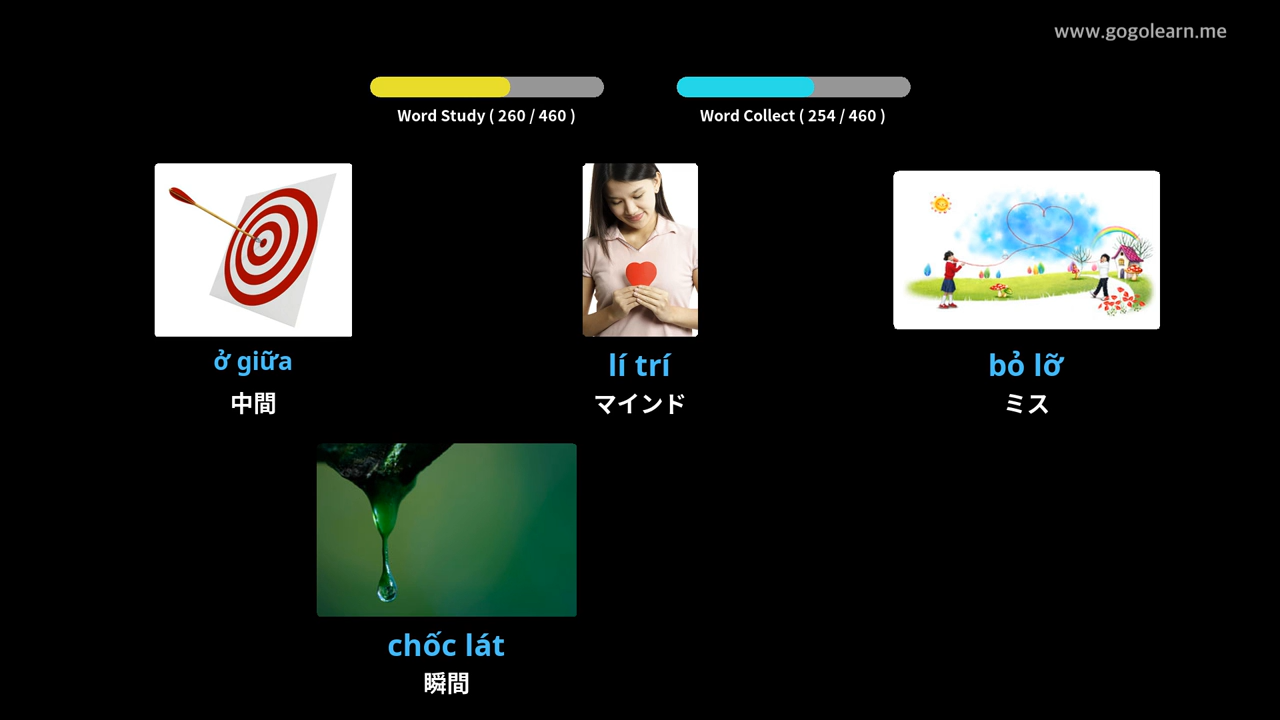 www.gogolearn.me
Word Study ( 260 / 460 )
Word Collect ( 254 / 460 )
ở giữa
中間
lí trí
マインド
bỏ lỡ
ミス
chốc lát
瞬間